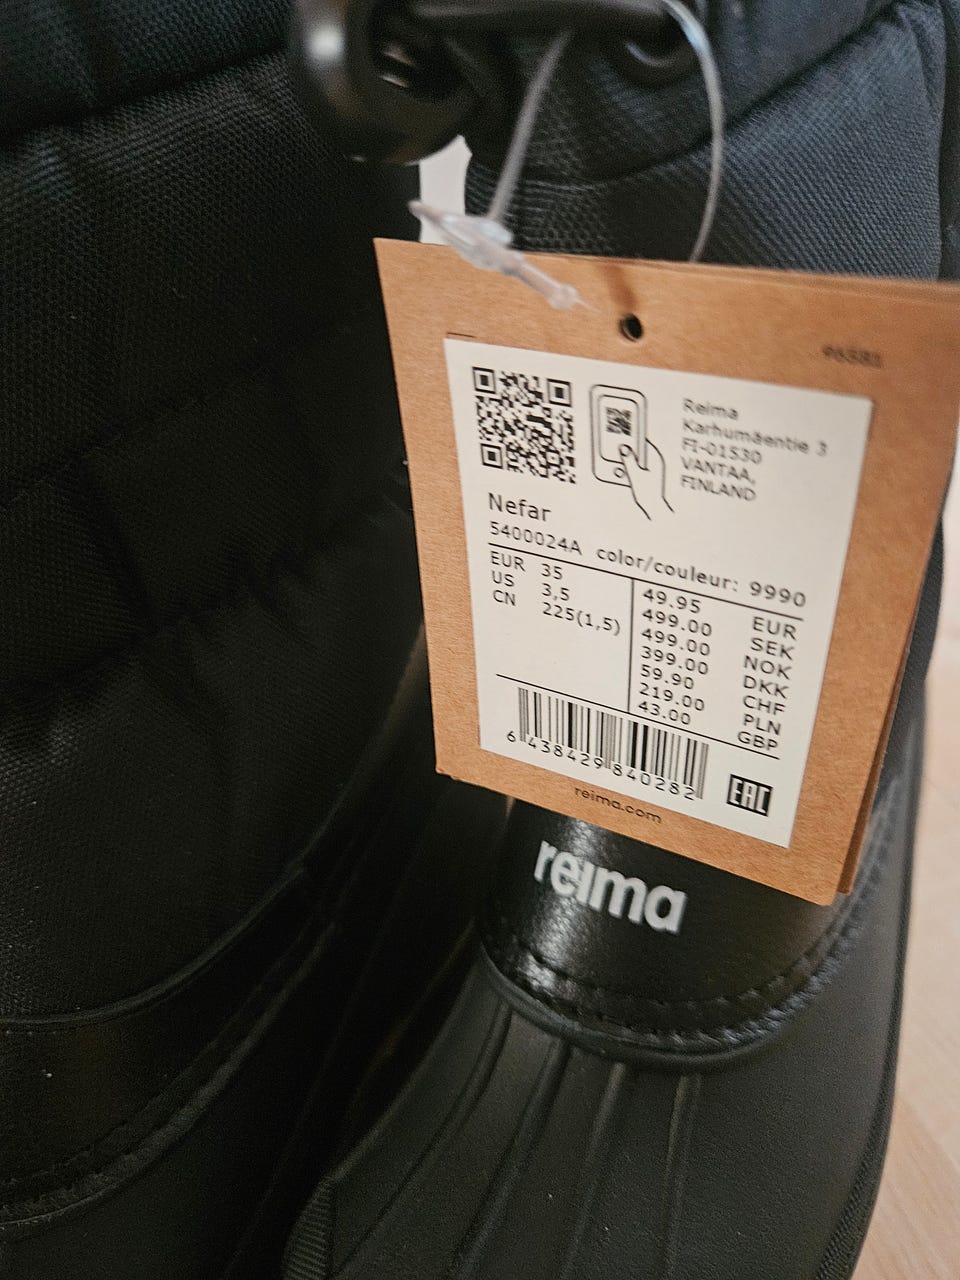 96381
Reima
Karhumäentie 3
FI-01530
VANTAA,
FINLAND
Nefar
5400024A color/couleur: 9990
EUR 35
US 3,5
CN 225(1,5)
49.95 EUR
499.00 SEK
499.00 NOK
399.00 DKK
59.90 CHF
219.00 PLN
43.00 GBP
6 438429 840282
EAC
reima.com
reima